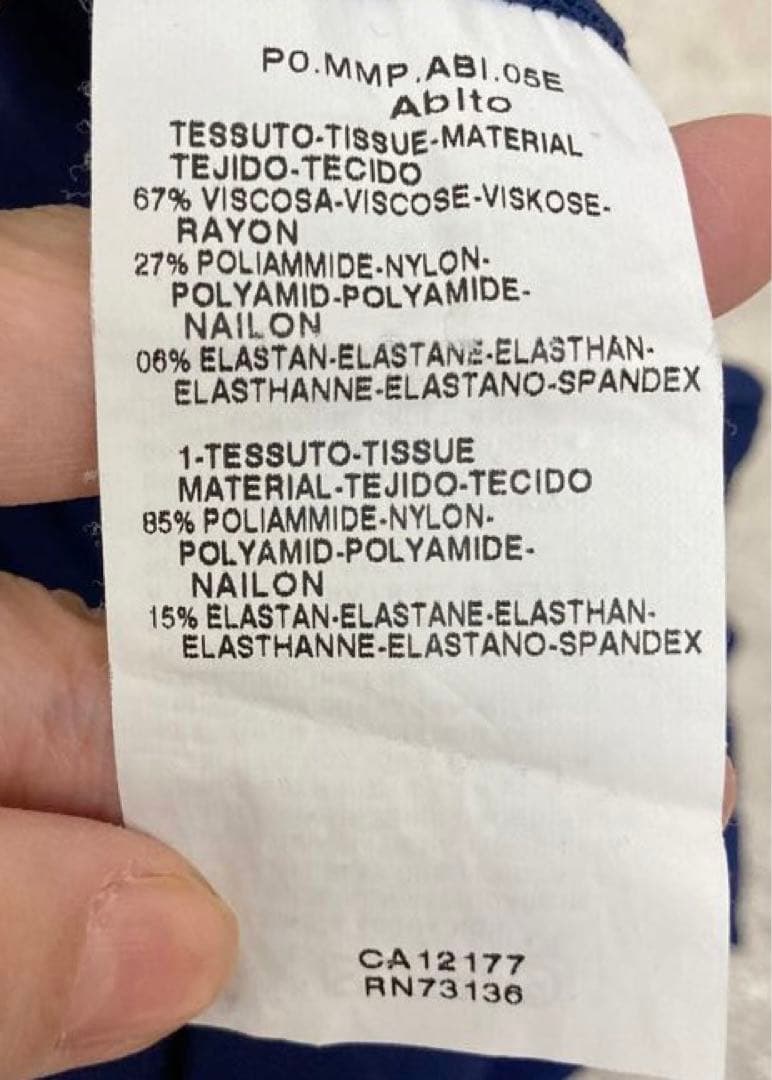 PO.MMP.ABI.05E
Abito
TESSUTO-TISSUE-MATERIAL
TEJIDO-TECIDO
67% VISCOSA-VISCOSE-VISKOSE-
RAYON
27% POLIAMMIDE-NYLON-
POLYAMID-POLYAMIDE-
NAILON
06% ELASTAN-ELASTANE-ELASTHAN-
ELASTHANNE-ELASTANO-SPANDEX
1-TESSUTO-TISSUE
MATERIAL-TEJIDO-TECIDO
85% POLIAMMIDE-NYLON-
POLYAMID-POLYAMIDE-
NAILON
15% ELASTAN-ELASTANE-ELASTHAN-
ELASTHANNE-ELASTANO-SPANDEX
CA12177
RN73136